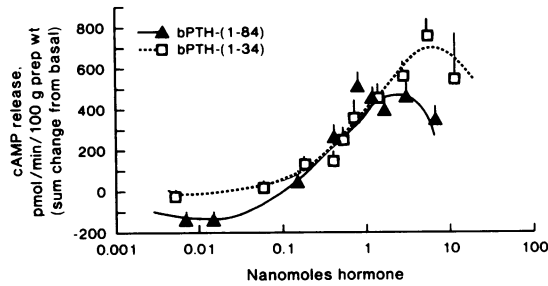 800
600
400
200
0
-200
cAMP release,
pmol/min/100 g prep wt
(sum change from basal)
bPTH-(1-84)
bPTH-(1-34)
0.001 0.01 0.1 1 10 100
Nanomoles hormone